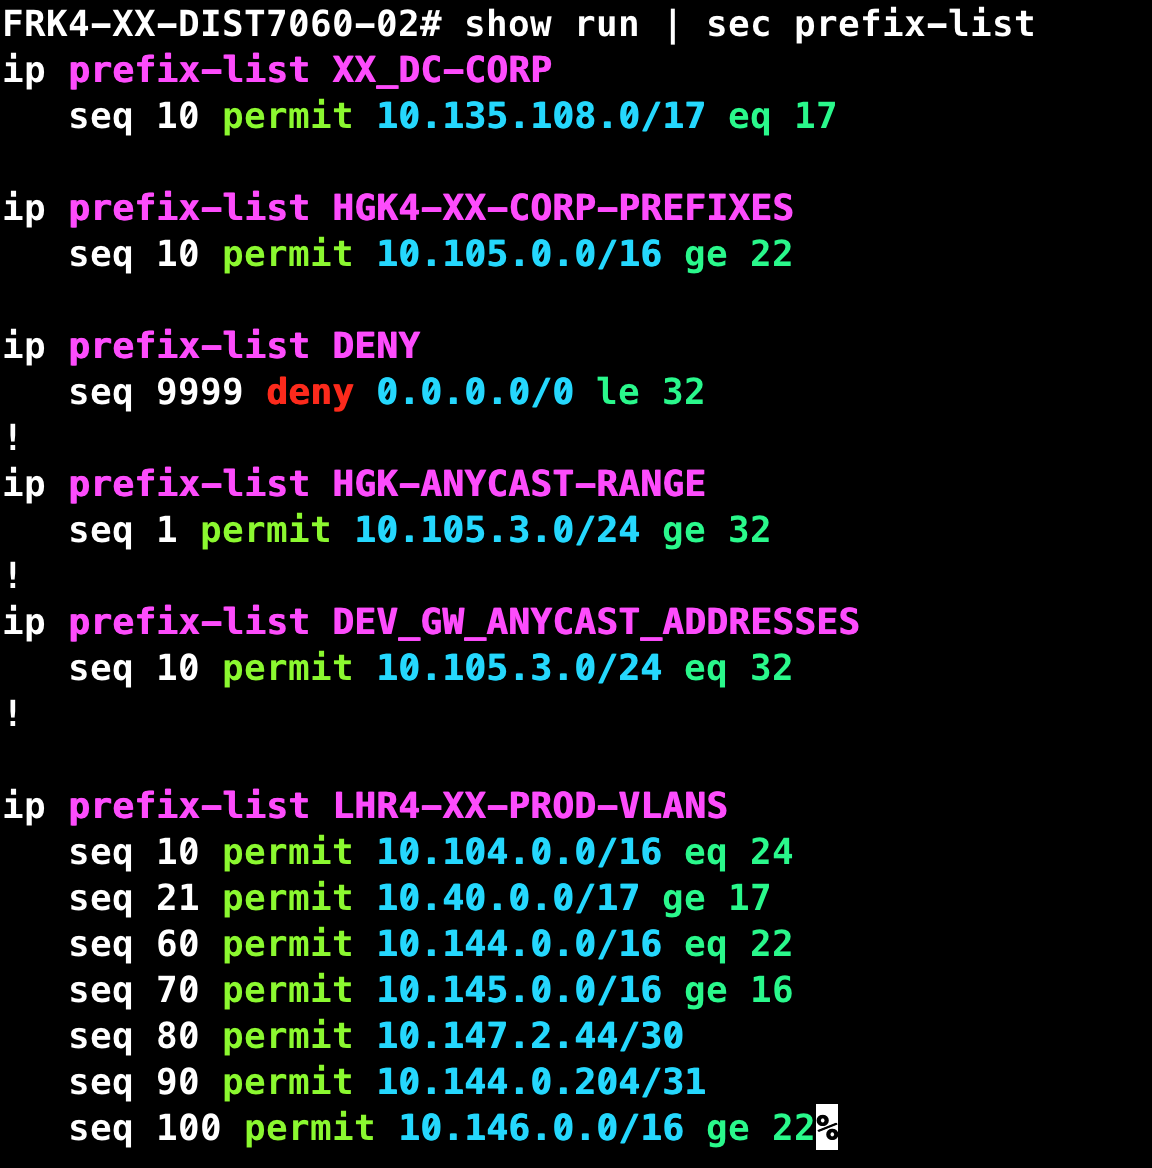 FRK4-XX-DIST7060-02# show run | sec prefix-list
ip prefix-list XX_DC-CORP
   seq 10 permit 10.135.108.0/17 eq 17

ip prefix-list HGK4-XX-CORP-PREFIXES
   seq 10 permit 10.105.0.0/16 ge 22

ip prefix-list DENY
   seq 9999 deny 0.0.0.0/0 le 32
!
ip prefix-list HGK-ANYCAST-RANGE
   seq 1 permit 10.105.3.0/24 ge 32
!
ip prefix-list DEV_GW_ANYCAST_ADDRESSES
   seq 10 permit 10.105.3.0/24 eq 32
!

ip prefix-list LHR4-XX-PROD-VLANS
   seq 10 permit 10.104.0.0/16 eq 24
   seq 21 permit 10.40.0.0/17 ge 17
   seq 60 permit 10.144.0.0/16 eq 22
   seq 70 permit 10.145.0.0/16 ge 16
   seq 80 permit 10.147.2.44/30
   seq 90 permit 10.144.0.204/31
   seq 100 permit 10.146.0.0/16 ge 22%